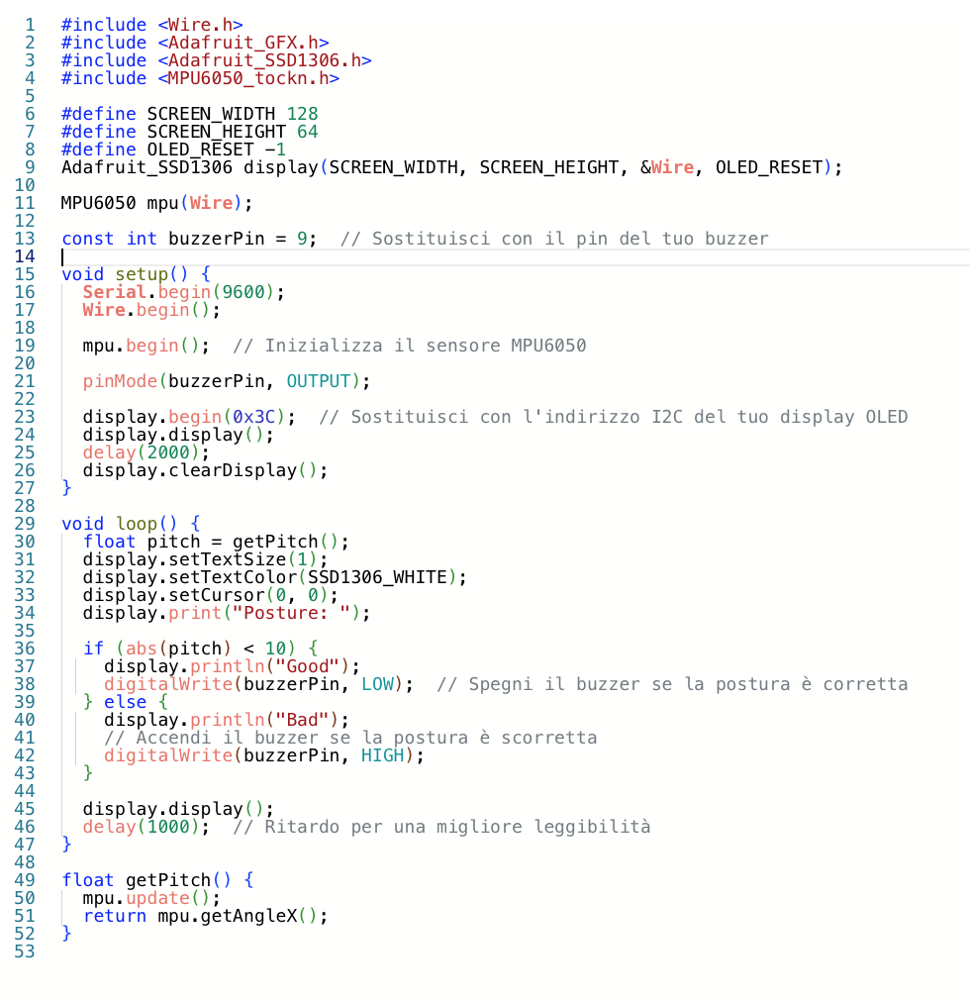 1 #include <Wire.h>
2 #include <Adafruit_GFX.h>
3 #include <Adafruit_SSD1306.h>
4 #include <MPU6050_tockn.h>
5
6 #define SCREEN_WIDTH 128
7 #define SCREEN_HEIGHT 64
8 #define OLED_RESET -1
9 Adafruit_SSD1306 display(SCREEN_WIDTH, SCREEN_HEIGHT, &Wire, OLED_RESET);
10
11 MPU6050 mpu(Wire);
12
13 const int buzzerPin = 9;  // Sostituisci con il pin del tuo buzzer
14
15 void setup() {
16   Serial.begin(9600);
17   Wire.begin();
18
19   mpu.begin();  // Inizializza il sensore MPU6050
20
21   pinMode(buzzerPin, OUTPUT);
22
23   display.begin(0x3C);  // Sostituisci con l'indirizzo I2C del tuo display OLED
24   display.display();
25   delay(2000);
26   display.clearDisplay();
27 }
28
29 void loop() {
30   float pitch = getPitch();
31   display.setTextSize(1);
32   display.setTextColor(SSD1306_WHITE);
33   display.setCursor(0, 0);
34   display.print("Posture: ");
35
36   if (abs(pitch) < 10) {
37     display.println("Good");
38     digitalWrite(buzzerPin, LOW);  // Spegni il buzzer se la postura è corretta
39   } else {
40     display.println("Bad");
41     // Accendi il buzzer se la postura è scorretta
42     digitalWrite(buzzerPin, HIGH);
43   }
44
45   display.display();
46   delay(1000);  // Ritardo per una migliore leggibilità
47 }
48
49 float getPitch() {
50   mpu.update();
51   return mpu.getAngleX();
52 }
53